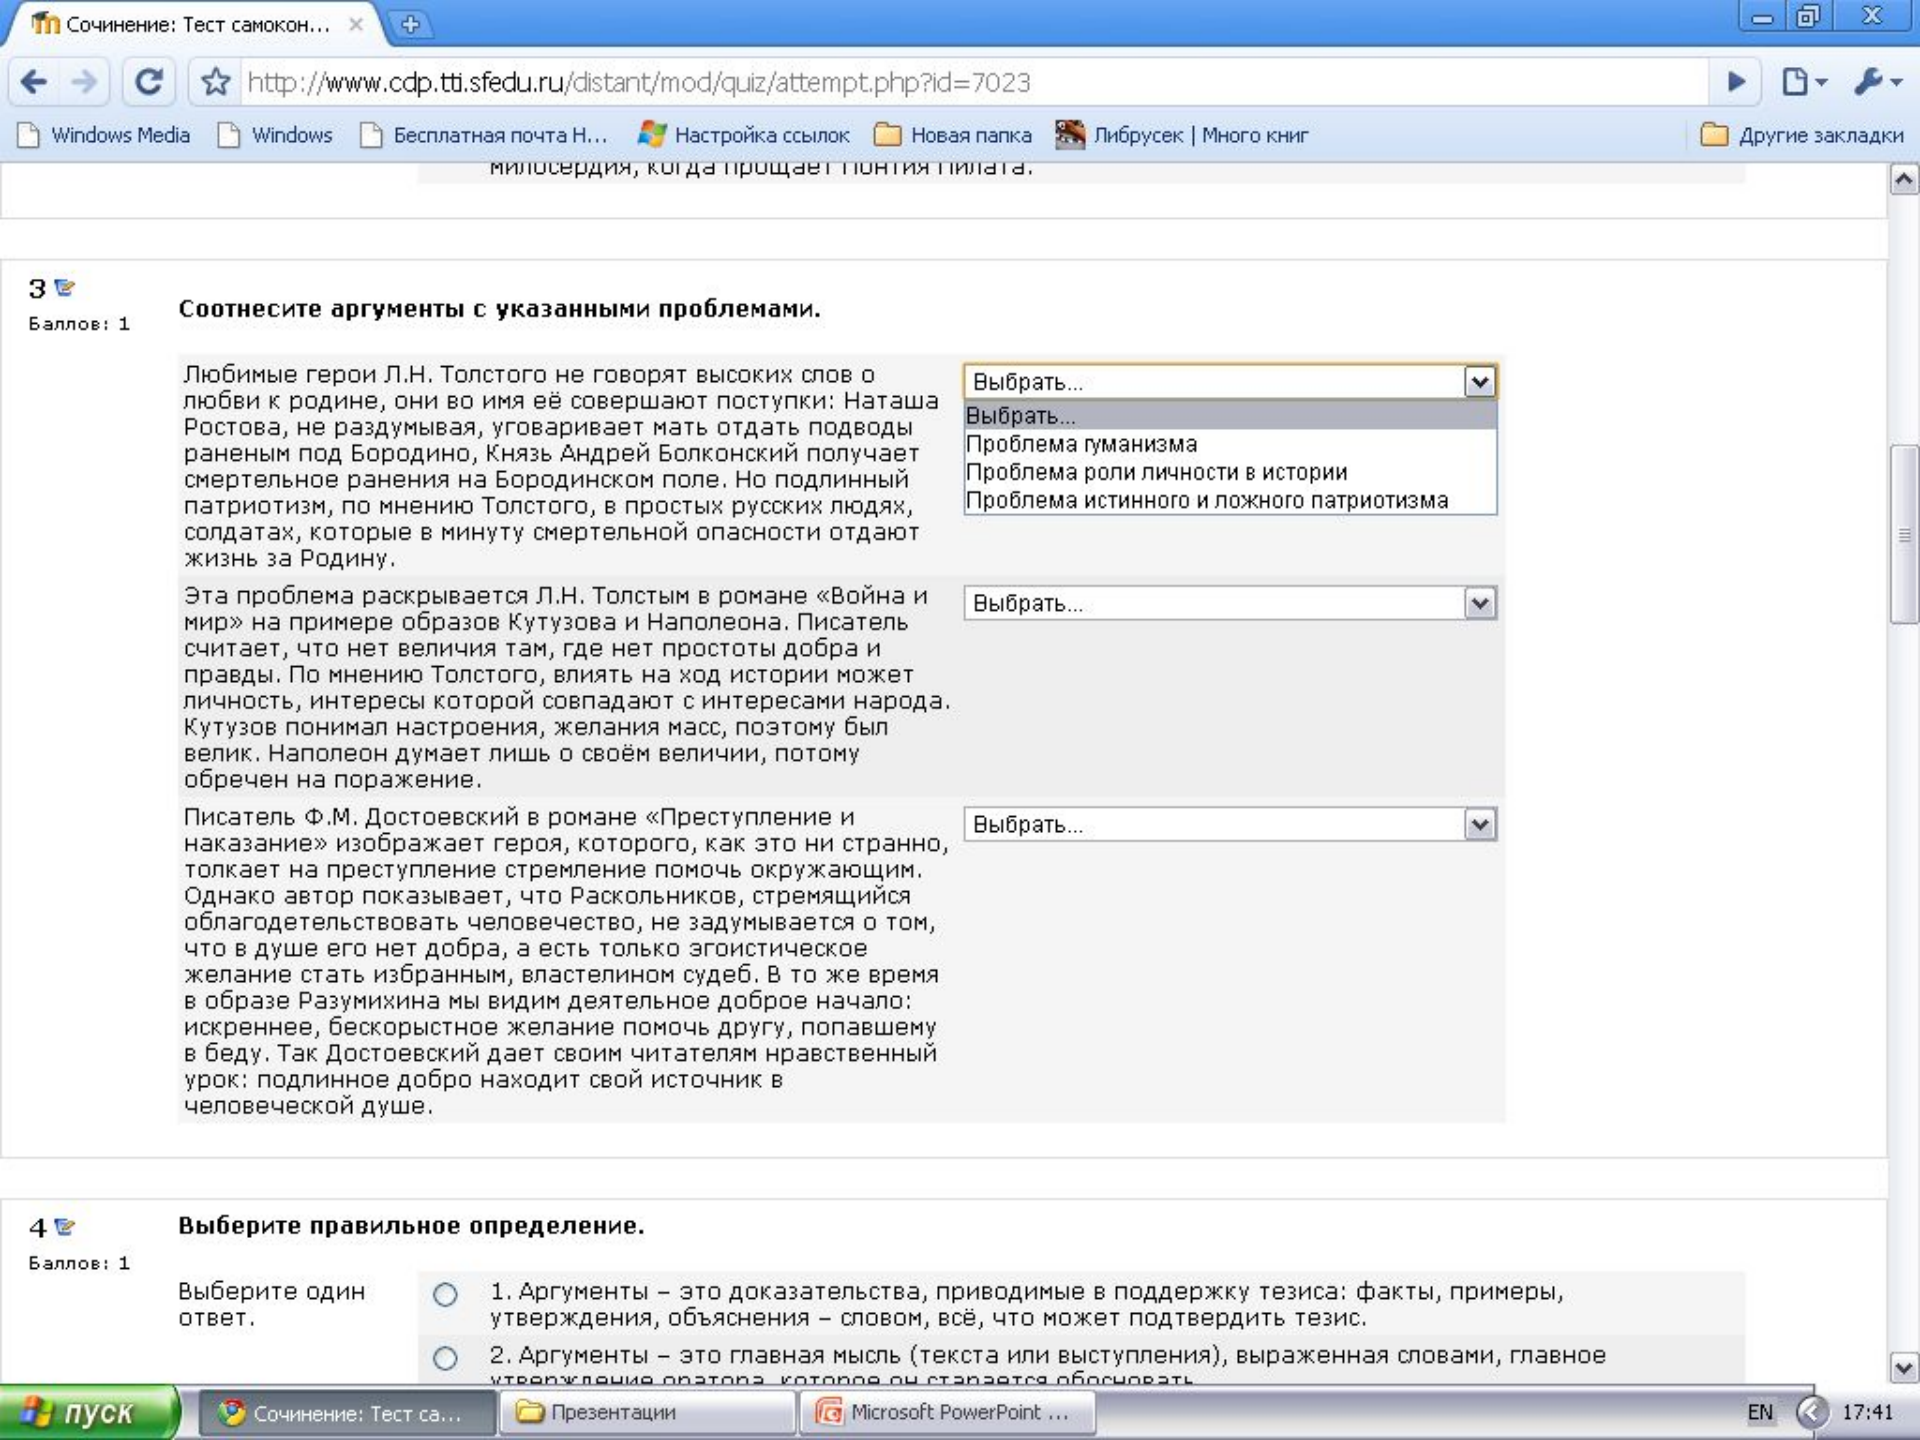 Сочинение: Тест самокон...
http://www.cdp.tti.sfedu.ru/distant/mod/quiz/attempt.php?id=7023
Windows Media Windows Бесплатная почта H... Настройка ссылок Новая папка Либрусек | Много книг Другие закладки
милосердия, когда прощает Понтия Пилата.
3
Баллов: 1
Соотнесите аргументы с указанными проблемами.
Любимые герои Л.Н. Толстого не говорят высоких слов о
любви к родине, они во имя её совершают поступки: Наташа
Ростова, не раздумывая, уговаривает мать отдать подводы
раненым под Бородино, Князь Андрей Болконский получает
смертельное ранения на Бородинском поле. Но подлинный
патриотизм, по мнению Толстого, в простых русских людях,
солдатах, которые в минуту смертельной опасности отдают
жизнь за Родину.
Выбрать...
Выбрать...
Проблема гуманизма
Проблема роли личности в истории
Проблема истинного и ложного патриотизма
Эта проблема раскрывается Л.Н. Толстым в романе «Война и
мир» на примере образов Кутузова и Наполеона. Писатель
считает, что нет величия там, где нет простоты добра и
правды. По мнению Толстого, влиять на ход истории может
личность, интересы которой совпадают с интересами народа.
Кутузов понимал настроения, желания масс, поэтому был
велик. Наполеон думает лишь о своём величии, потому
обречен на поражение.
Выбрать...
Писатель Ф.М. Достоевский в романе «Преступление и
наказание» изображает героя, которого, как это ни странно,
толкает на преступление стремление помочь окружающим.
Однако автор показывает, что Раскольников, стремящийся
облагодетельствовать человечество, не задумывается о том,
что в душе его нет добра, а есть только эгоистическое
желание стать избранным, властелином судеб. В то же время
в образе Разумихина мы видим деятельное доброе начало:
искреннее, бескорыстное желание помочь другу, попавшему
в беду. Так Достоевский дает своим читателям нравственный
урок: подлинное добро находит свой источник в
человеческой душе.
Выбрать...
4
Баллов: 1
Выберите правильное определение.
Выберите один
ответ.
1. Аргументы – это доказательства, приводимые в поддержку тезиса: факты, примеры,
утверждения, объяснения – словом, всё, что может подтвердить тезис.
2. Аргументы – это главная мысль (текста или выступления), выраженная словами, главное
утверждение оратора, которое он старается обосновать.
пуск Сочинение: Тест са... Презентации Microsoft PowerPoint ... EN 17:41